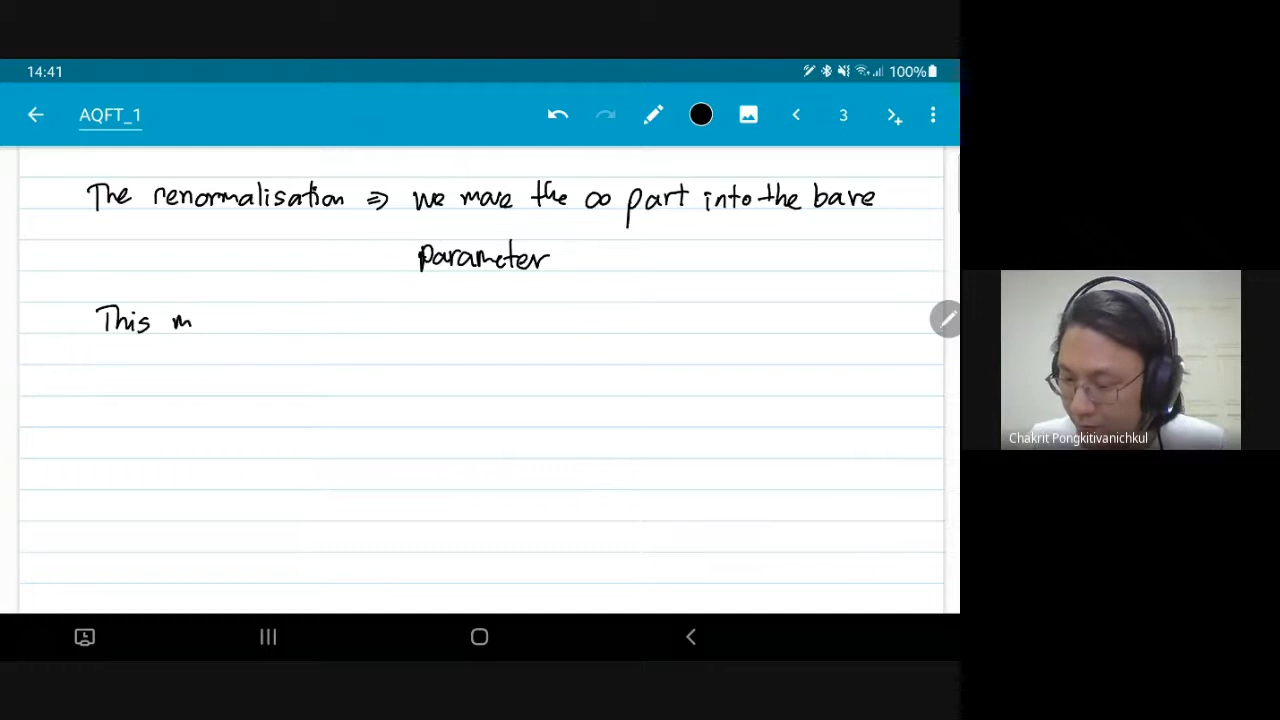 14:41
100%
AQFT_1
3
The renormalisation ⇒ we move the ∞ part into the bare
parameter
This m
Chakrit Pongkitivanichkul